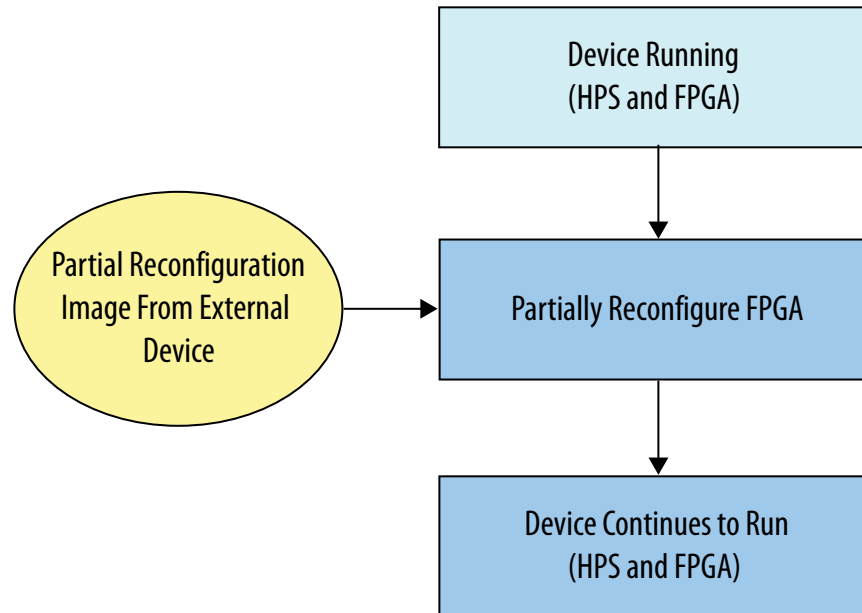 Device Running
(HPS and FPGA)
Partial Reconfiguration
Image From External
Device
Partially Reconfigure FPGA
Device Continues to Run
(HPS and FPGA)